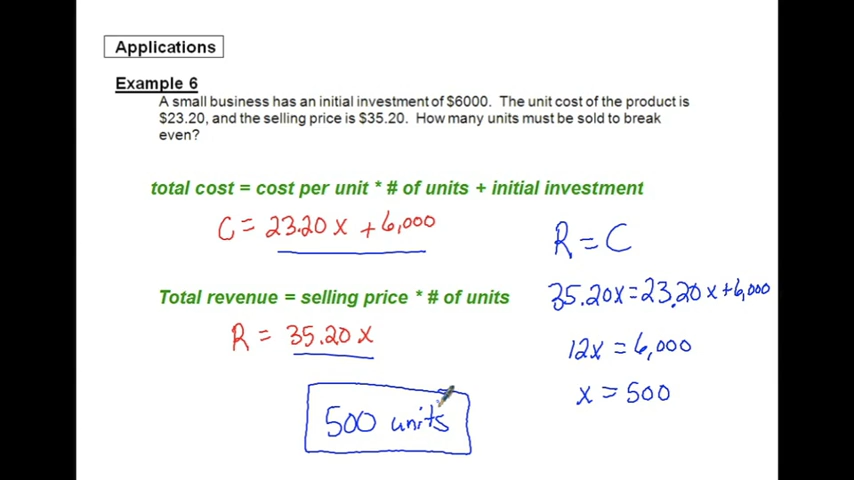 Applications
Example 6
A small business has an initial investment of $6000. The unit cost of the product is
$23.20, and the selling price is $35.20. How many units must be sold to break
even?
total cost = cost per unit * # of units + initial investment
C = 23.20x + 6,000
Total revenue = selling price * # of units
R = 35.20x
R = C
35.20x = 23.20x + 6,000
12x = 6,000
x = 500
500 units